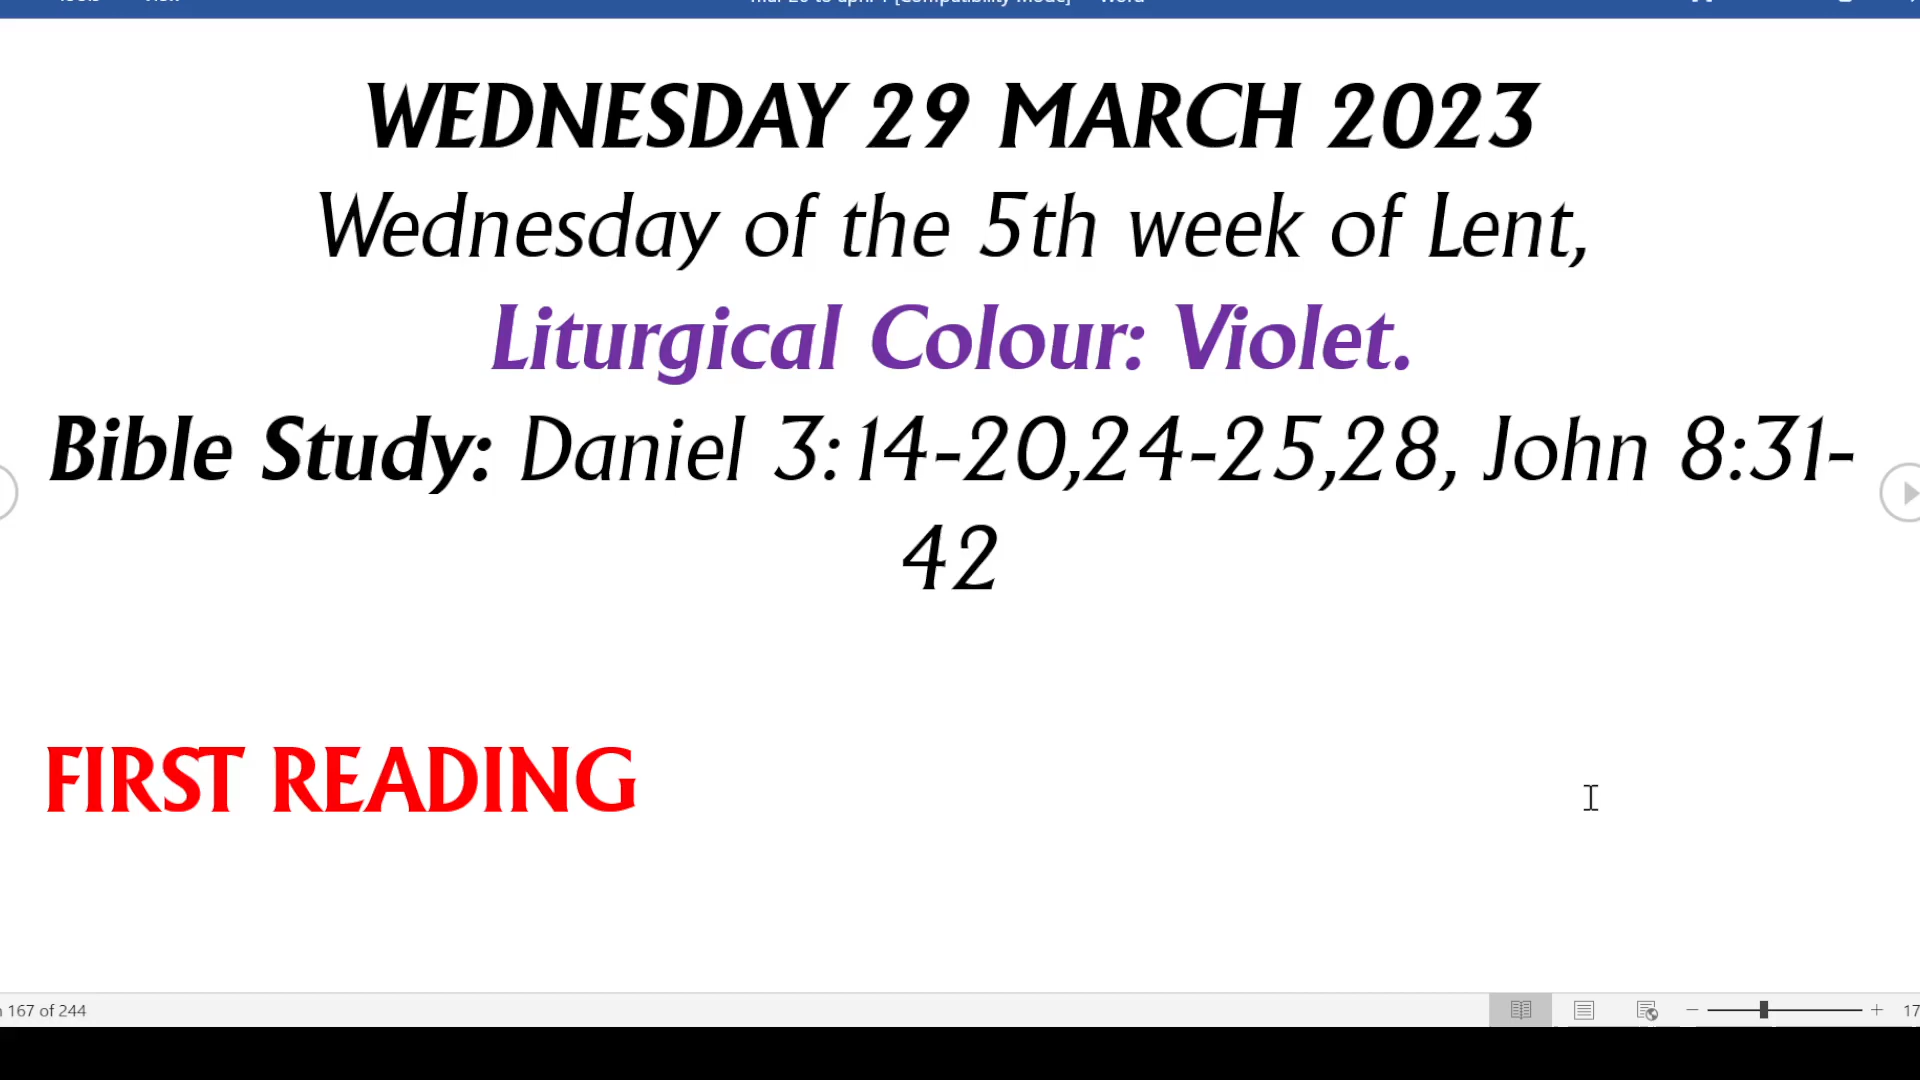 WEDNESDAY 29 MARCH 2023
Wednesday of the 5th week of Lent,
Liturgical Colour: Violet.
Bible Study: Daniel 3:14-20,24-25,28, John 8:31-
42
FIRST READING
167 of 244
17